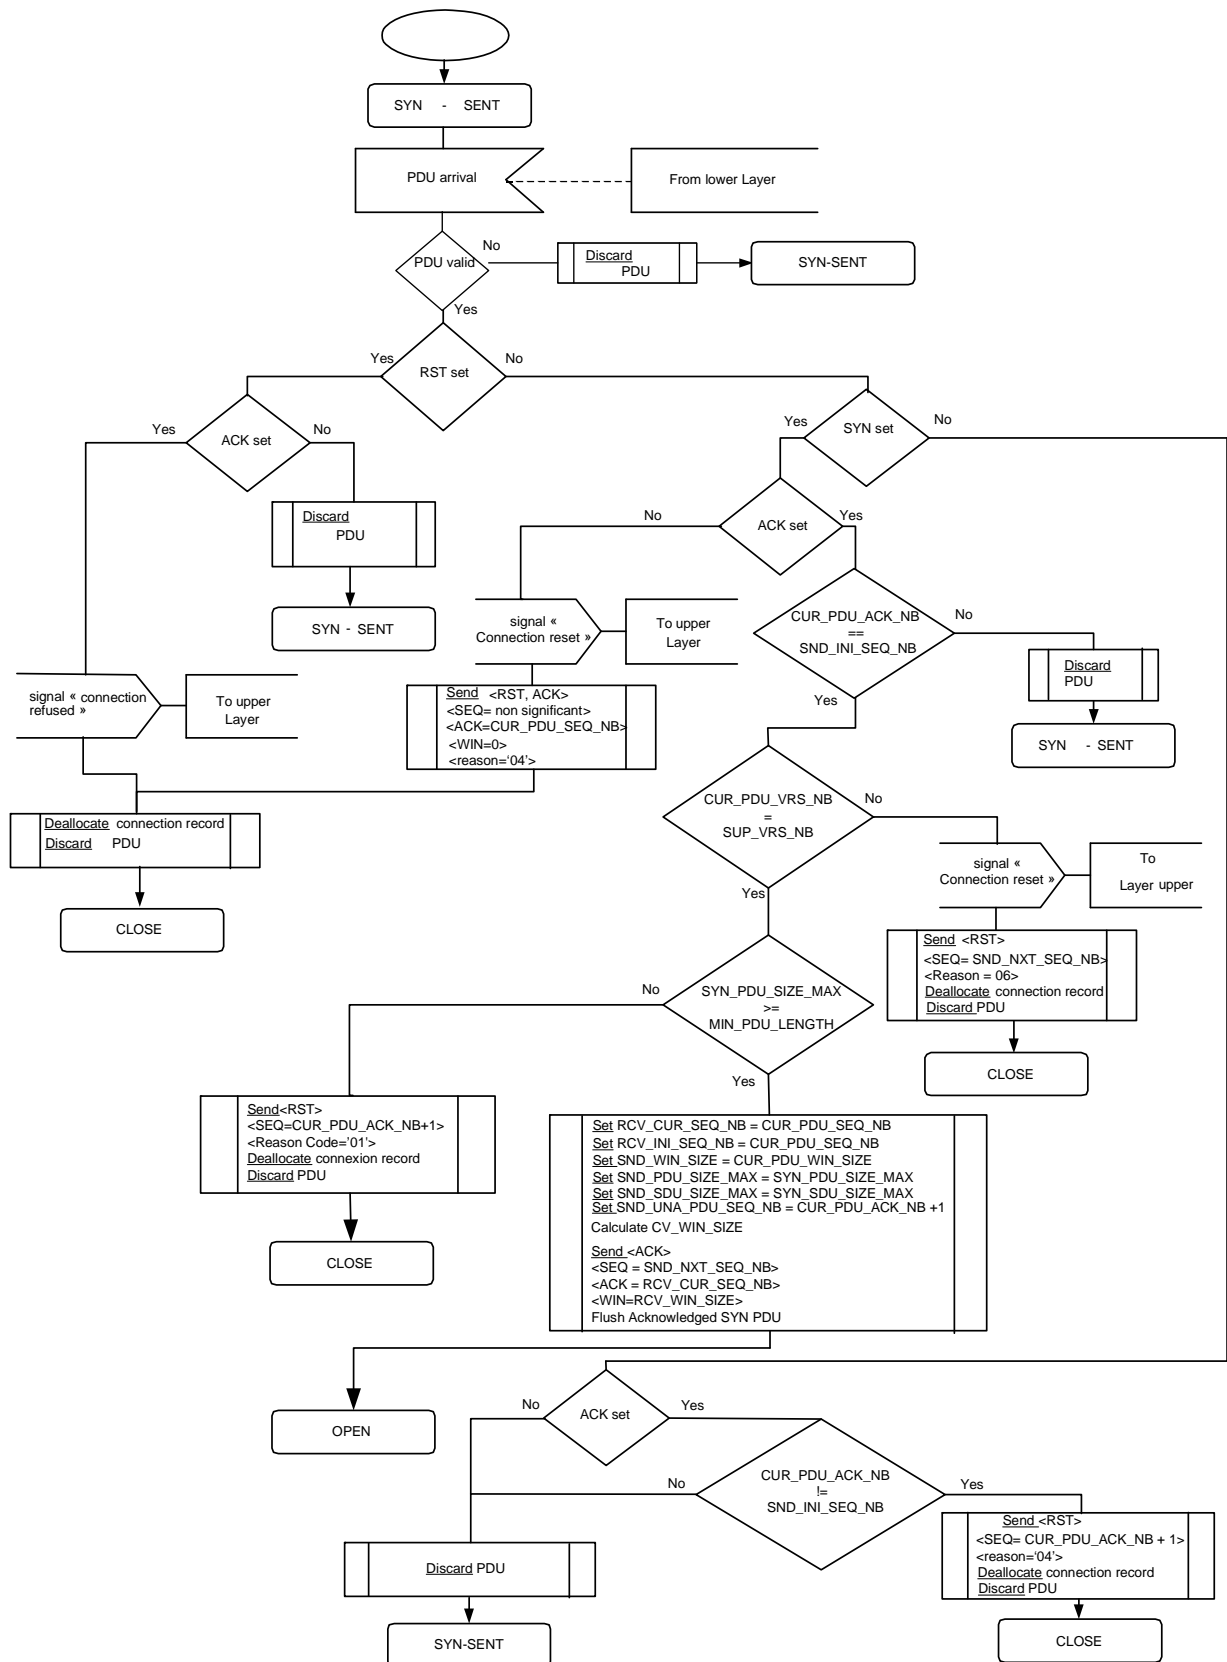 SYN - SENT
PDU arrival
From lower Layer
PDU valid
No
Discard
PDU
SYN-SENT
Yes
Yes
RST set
No
Yes
ACK set
No
Yes
SYN set
No
Discard
PDU
SYN - SENT
No
ACK set
Yes
signal «
Connection reset »
To upper
Layer
CUR_PDU_ACK_NB
==
SND_INI_SEQ_NB
No
Discard
PDU
SYN - SENT
Yes
signal « connection
refused »
To upper
Layer
Send <RST, ACK>
<SEQ= non significant>
<ACK=CUR_PDU_SEQ_NB>
<WIN=0>
<reason=‘04’>
Deallocate connection record
Discard PDU
CLOSE
CUR_PDU_VRS_NB
=
SUP_VRS_NB
No
Yes
signal «
Connection reset »
To
Layer upper
Send <RST>
<SEQ= SND_NXT_SEQ_NB>
<Reason = 06>
Deallocate connection record
Discard PDU
CLOSE
No
SYN_PDU_SIZE_MAX
>=
MIN_PDU_LENGTH
Yes
Send<RST>
<SEQ=CUR_PDU_ACK_NB+1>
<Reason Code=‘01’>
Deallocate connexion record
Discard PDU
CLOSE
Set RCV_CUR_SEQ_NB = CUR_PDU_SEQ_NB
Set RCV_INI_SEQ_NB = CUR_PDU_SEQ_NB
Set SND_WIN_SIZE = CUR_PDU_WIN_SIZE
Set SND_PDU_SIZE_MAX = SYN_PDU_SIZE_MAX
Set SND_SDU_SIZE_MAX = SYN_SDU_SIZE_MAX
Set SND_UNA_PDU_SEQ_NB = CUR_PDU_ACK_NB +1
Calculate CV_WIN_SIZE
Send <ACK>
<SEQ = SND_NXT_SEQ_NB>
<ACK = RCV_CUR_SEQ_NB>
<WIN=RCV_WIN_SIZE>
Flush Acknowledged SYN PDU
OPEN
No
ACK set
Yes
No
CUR_PDU_ACK_NB
!=
SND_INI_SEQ_NB
Yes
Discard PDU
SYN-SENT
Send <RST>
<SEQ= CUR_PDU_ACK_NB + 1>
<reason=‘04’>
Deallocate connection record
Discard PDU
CLOSE